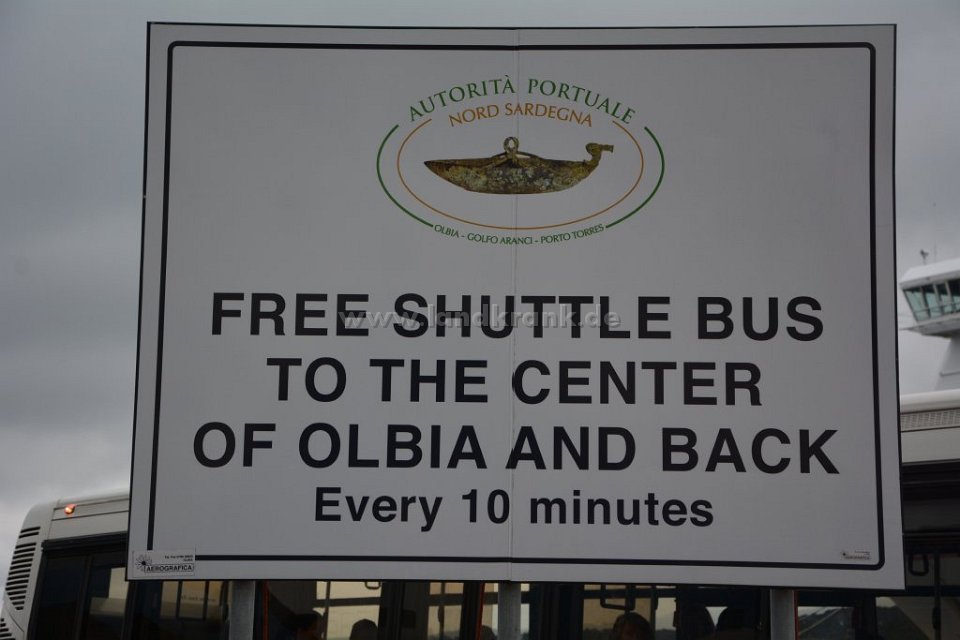 AUTORITÀ PORTUALE
NORD SARDEGNA
OLBIA - GOLFO ARANCI - PORTO TORRES
FREE SHUTTLE BUS
www.landkrank.de
TO THE CENTER
OF OLBIA AND BACK
Every 10 minutes
AEROGRAFICA